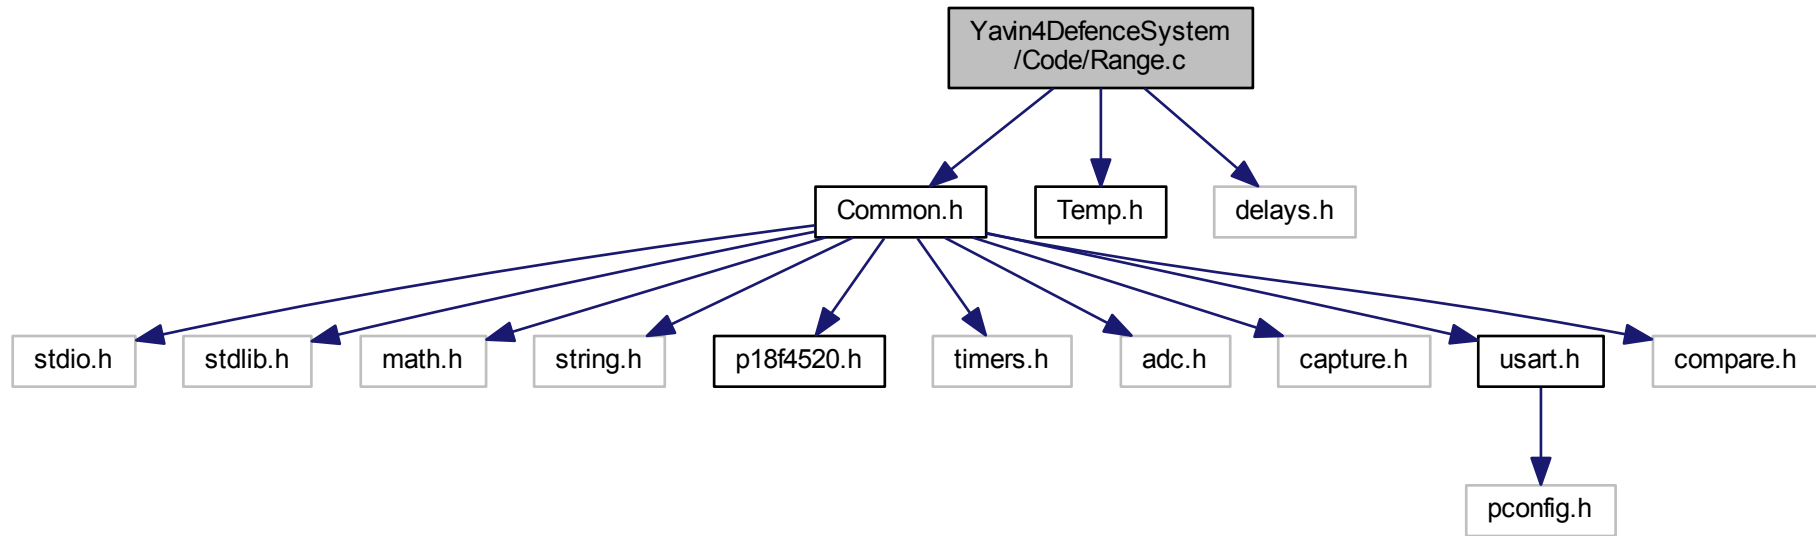 Yavin4DefenceSystem
/Code/Range.c
Common.h
Temp.h
delays.h
stdio.h
stdlib.h
math.h
string.h
p18f4520.h
timers.h
adc.h
capture.h
usart.h
compare.h
pconfig.h